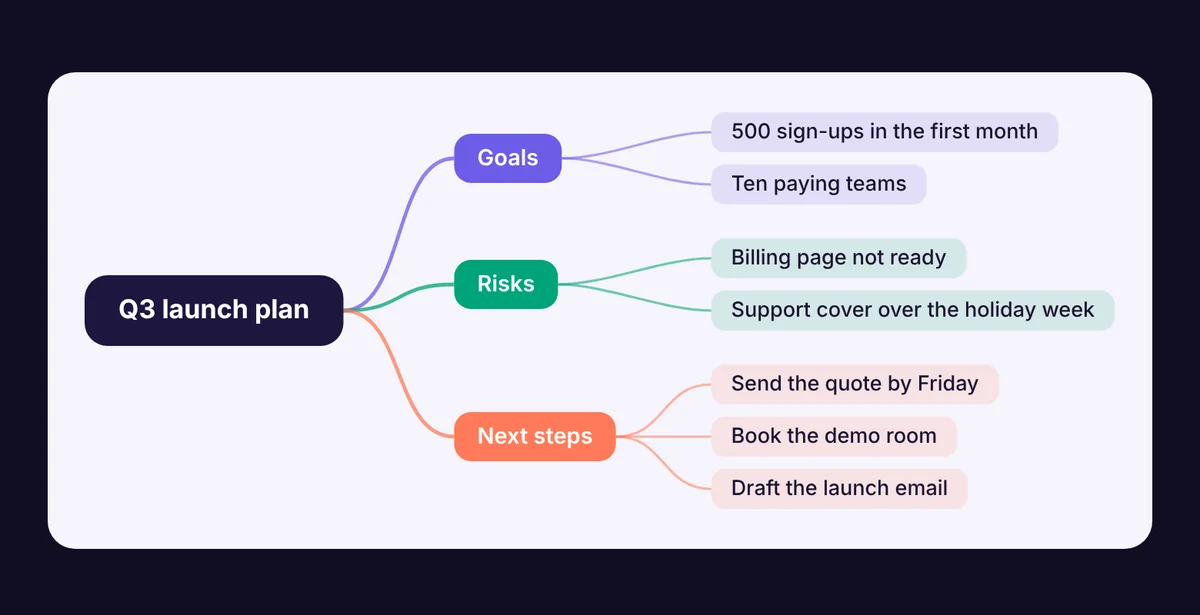 Q3 launch plan
Goals
500 sign-ups in the first month
Ten paying teams
Risks
Billing page not ready
Support cover over the holiday week
Next steps
Send the quote by Friday
Book the demo room
Draft the launch email